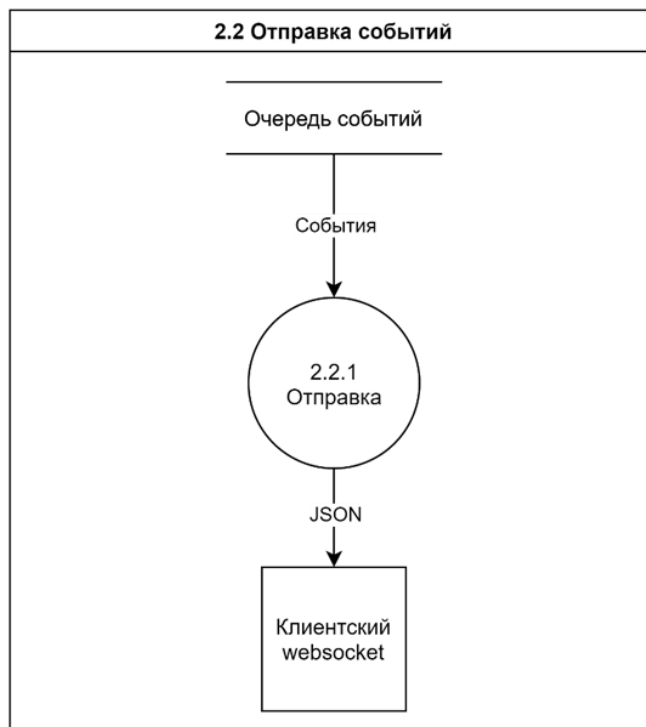 2.2 Отправка событий
Очередь событий
События
2.2.1
Отправка
JSON
Клиентский
websocket